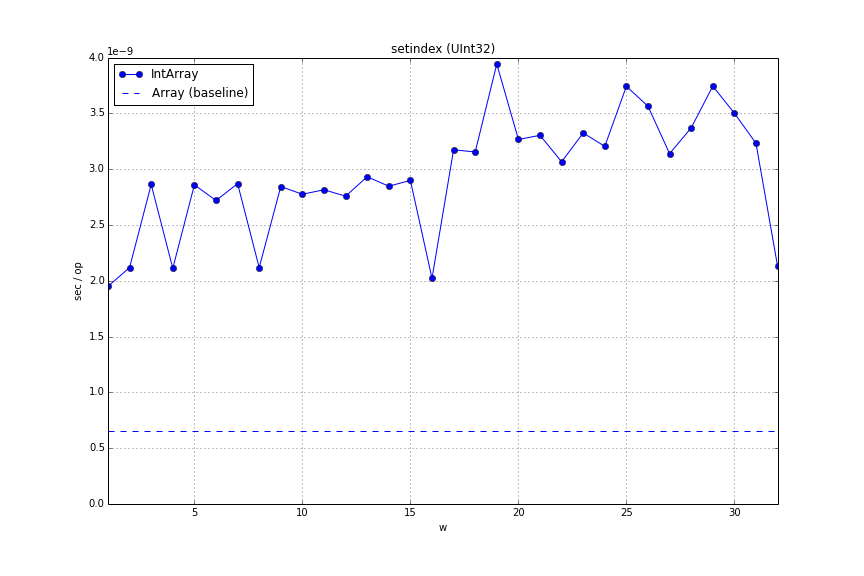 setindex (UInt32)
1e−9
IntArray
Array (baseline)
4.0
3.5
3.0
2.5
2.0
1.5
1.0
0.5
0.0
sec / op
5 10 15 20 25 30
w